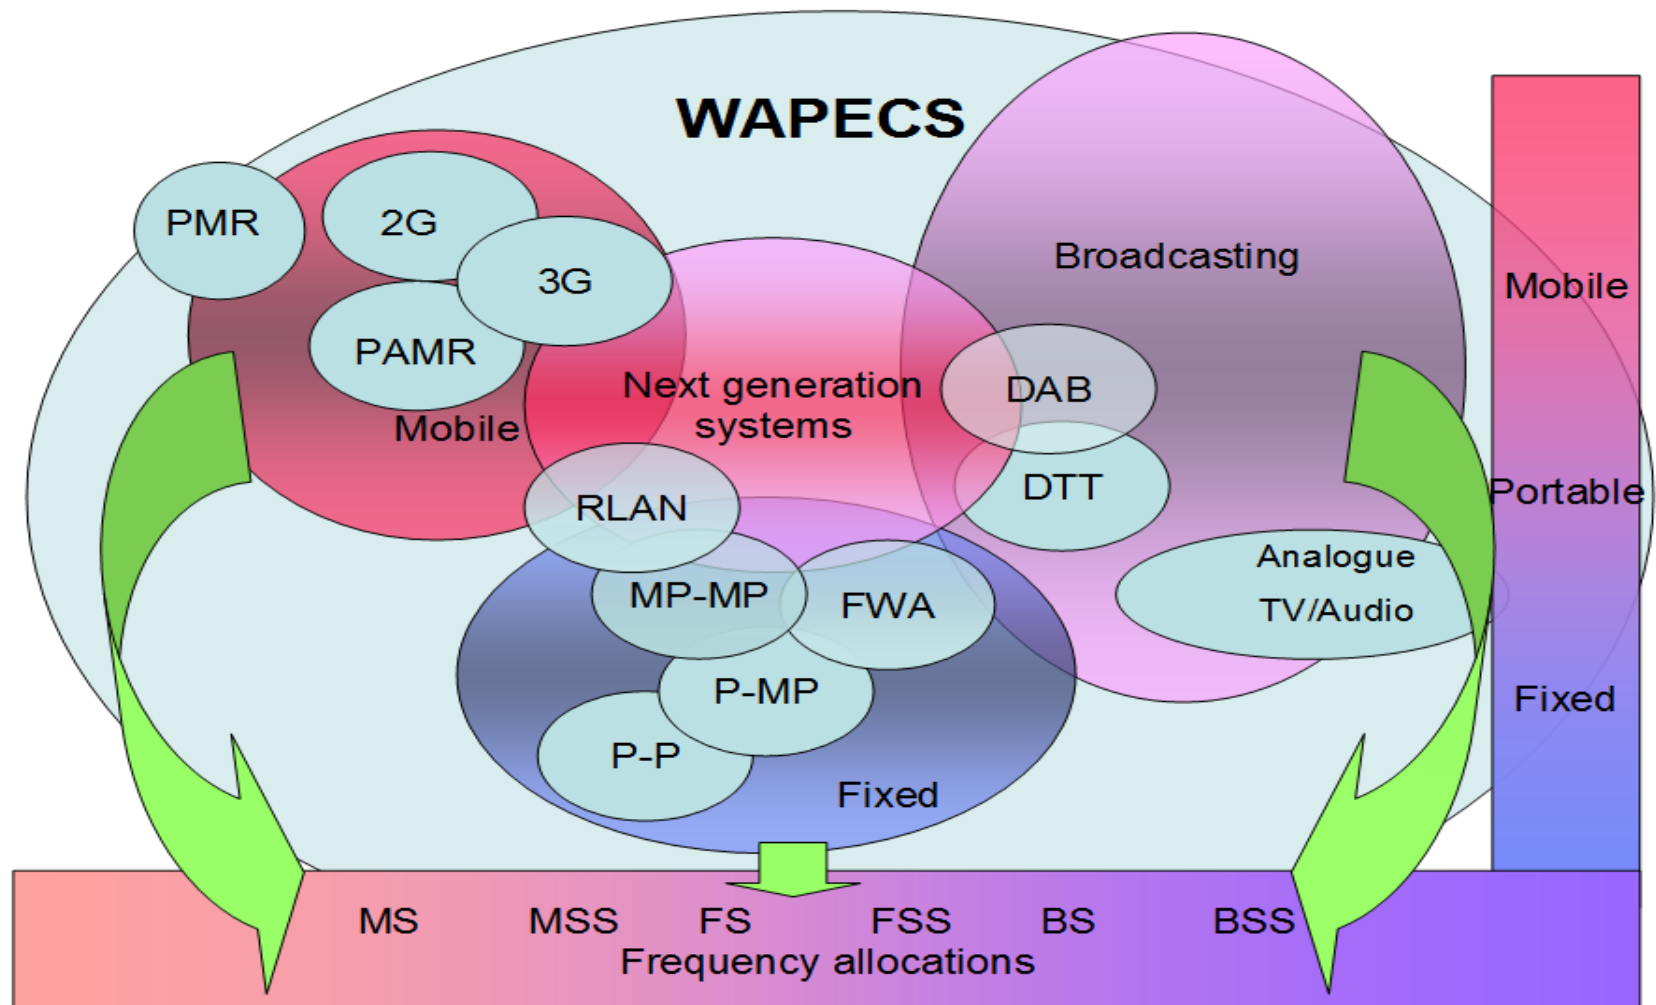 WAPECS
PMR
2G
3G
PAMR
Mobile
Next generation
systems
Broadcasting
DAB
DTT
Analogue
TV/Audio
RLAN
MP-MP
FWA
P-MP
P-P
Fixed
Mobile
Portable
Fixed
MS MSS FS FSS BS BSS
Frequency allocations